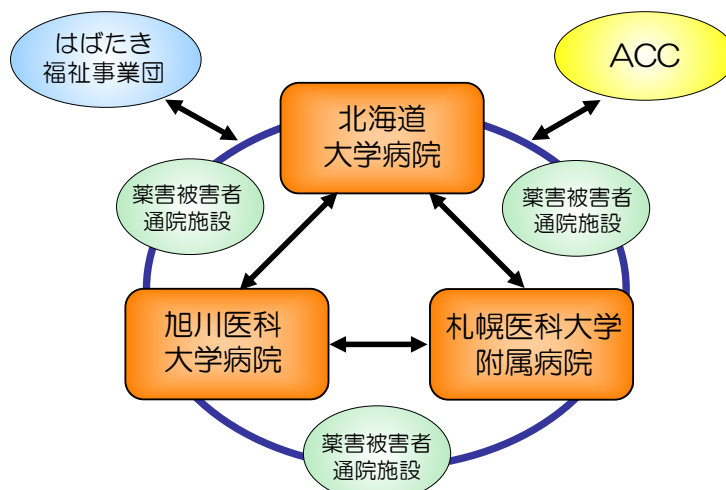 はばたき
福祉事業団
ACC
北海道
大学病院
薬害被害者
通院施設
薬害被害者
通院施設
旭川医科
大学病院
札幌医科大学
附属病院
薬害被害者
通院施設